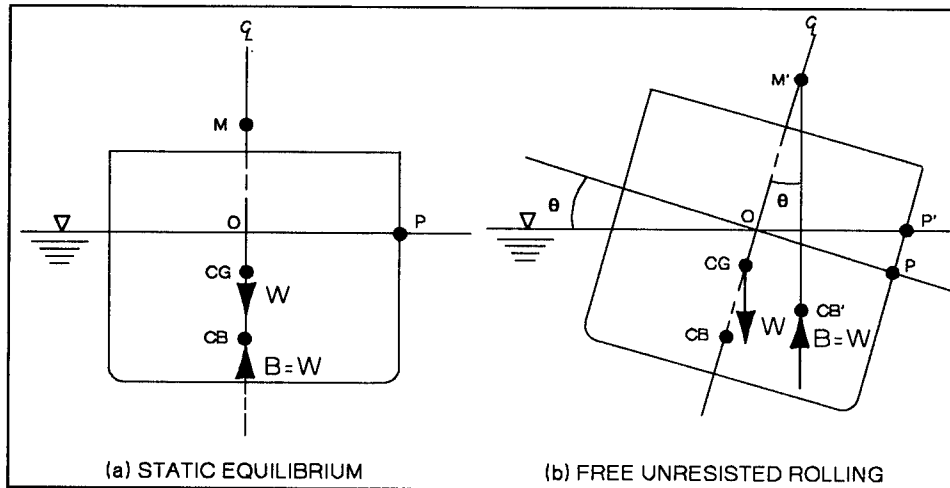 ℄
M
O
P
CG
W
CB
B=W
(a) STATIC EQUILIBRIUM
℄
M'
θ
θ
O
P'
CG
P
W
CB'
CB
B=W
(b) FREE UNRESISTED ROLLING